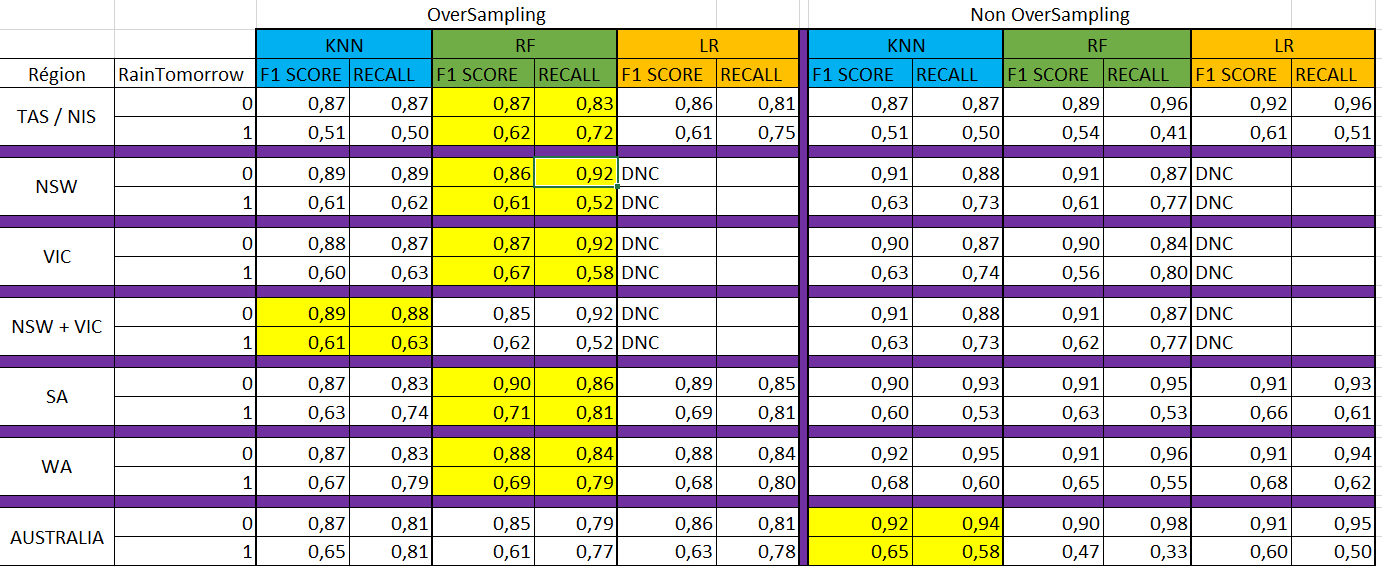 OverSampling Non OverSampling
KNN RF LR KNN RF LR
Région RainTomorrow F1 SCORE RECALL F1 SCORE RECALL F1 SCORE RECALL F1 SCORE RECALL F1 SCORE RECALL F1 SCORE RECALL
TAS / NIS 0 0,87 0,87 0,87 0,83 0,86 0,81 0,87 0,87 0,89 0,96 0,92 0,96
1 0,51 0,50 0,62 0,72 0,61 0,75 0,51 0,50 0,54 0,41 0,61 0,51
NSW 0 0,89 0,89 0,86 0,92 DNC 0,91 0,88 0,91 0,87 DNC
1 0,61 0,62 0,61 0,52 DNC 0,63 0,73 0,61 0,77 DNC
VIC 0 0,88 0,87 0,87 0,92 DNC 0,90 0,87 0,90 0,84 DNC
1 0,60 0,63 0,67 0,58 DNC 0,63 0,74 0,56 0,80 DNC
NSW + VIC 0 0,89 0,88 0,85 0,92 DNC 0,91 0,88 0,91 0,87 DNC
1 0,61 0,63 0,62 0,52 DNC 0,63 0,73 0,62 0,77 DNC
SA 0 0,87 0,83 0,90 0,86 0,89 0,85 0,90 0,93 0,91 0,95 0,91 0,93
1 0,63 0,74 0,71 0,81 0,69 0,81 0,60 0,53 0,63 0,53 0,66 0,61
WA 0 0,87 0,83 0,88 0,84 0,88 0,84 0,92 0,95 0,91 0,96 0,91 0,94
1 0,67 0,79 0,69 0,79 0,68 0,80 0,68 0,60 0,65 0,55 0,68 0,62
AUSTRALIA 0 0,87 0,81 0,85 0,79 0,86 0,81 0,92 0,94 0,90 0,98 0,91 0,95
1 0,65 0,81 0,61 0,77 0,63 0,78 0,65 0,58 0,47 0,33 0,60 0,50